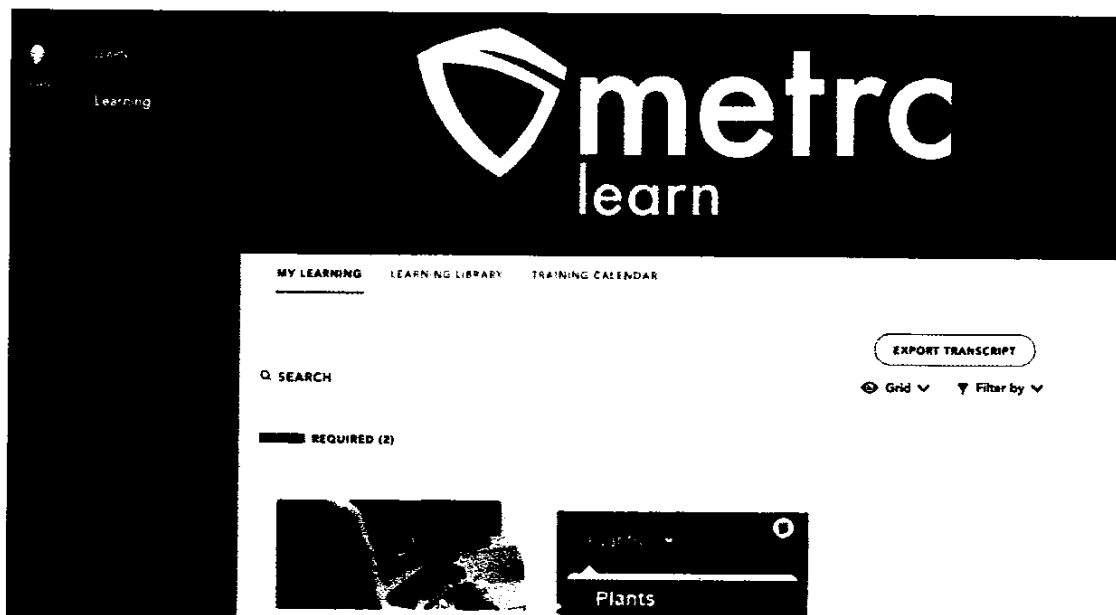 Learning
metrc
learn
MY LEARNING LEARNING LIBRARY TRAINING CALENDAR
EXPORT TRANSCRIPT
SEARCH
Grid Filter by
REQUIRED (2)
Plants